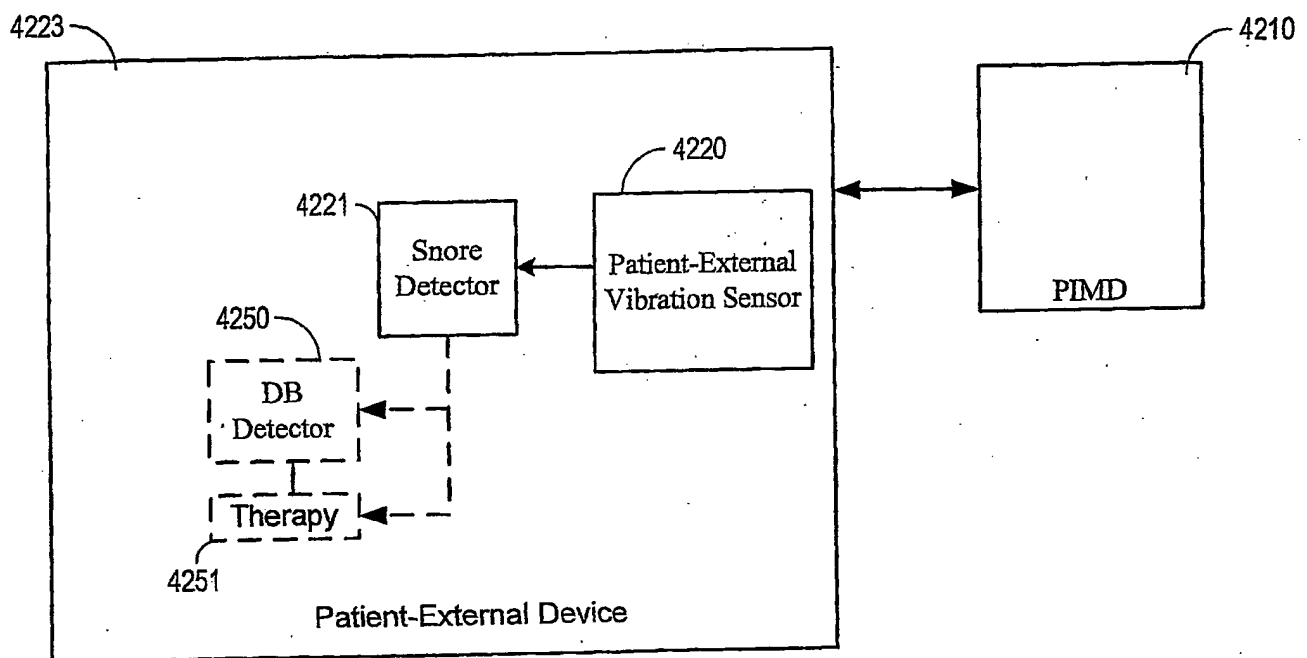 4223
4210
4220
4221
Snore
Detector
Patient-External
Vibration Sensor
PIMD
4250
DB
Detector
Therapy
4251
Patient-External Device